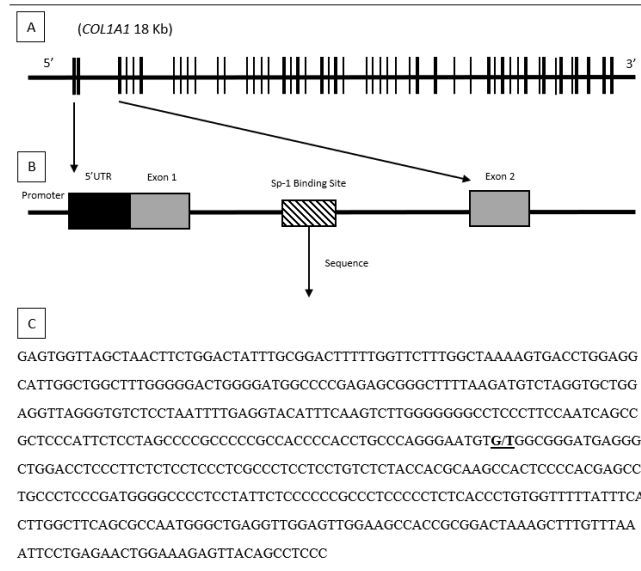 A
(COL1A1 18 Kb)
5’
3’
B
Promoter
5’UTR
Exon 1
Sp-1 Binding Site
Exon 2
Sequence
C
GAGTGGTTAGCTAACTTCTGGACTATTTGCGGACTTTTTGGTTCTTTGGCTAAAAGTGACCTGGAGG
CATTGGCTGGCTTTGGGGGACTGGGGATGGCCCCGAGAGCGGGCTTTTAAGATGTCTAGGTGCTGG
AGGTTAGGGTGTCTCCTAATTTTGAGGTACATTTCAAGTCTTGGGGGGGCCTCCCTTCCAATCAGCC
GCTCCCATTCTCCTAGCCCCGCCCCCGCCACCCCACCTGCCCAGGGAATGTG/TGGCGGGATGAGGG
CTGGACCTCCCTTCTCTCCTCCCTCGCCCTCCTCCTGTCTCTACCACGCAAGCCACTCCCCACGAGCC
TGCCCTCCCGATGGGGCCCCTCCTATTCTCCCCCCGCCCTCCCCCTCTCACCCTGTGGTTTTTATTTCA
CTTGGCTTCAGCGCCAATGGGCTGAGGTTGGAGTTGGAAGCCACCGCGGACTAAAGCTTTGTTTAA
ATTCCTGAGAACTGGAAAGAGTTACAGCCTCCC